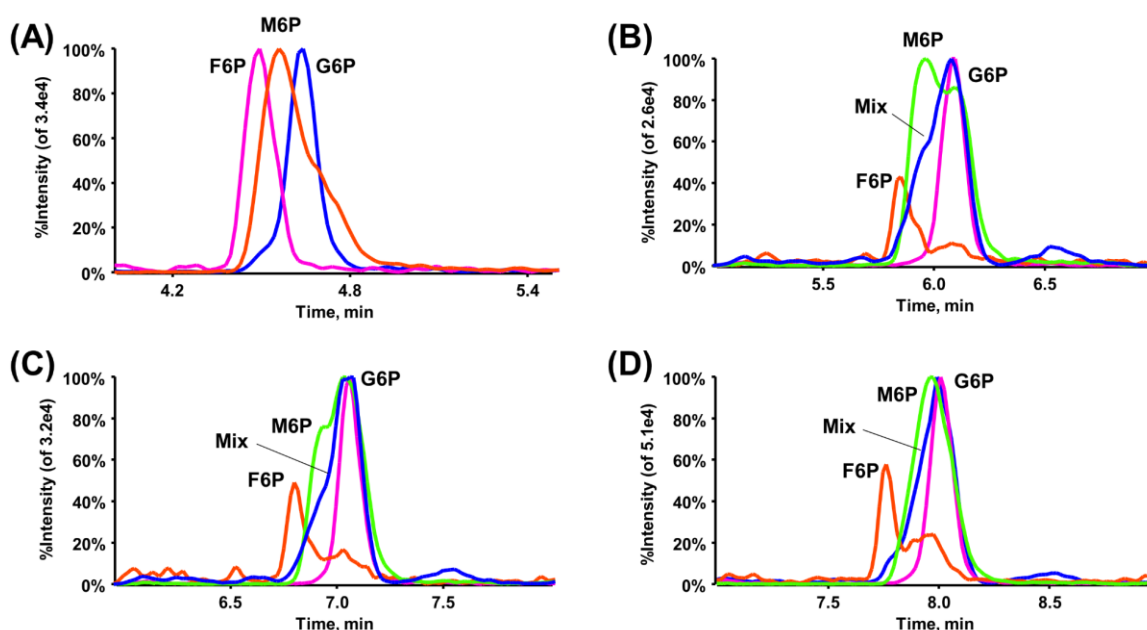 (A)
M6P
F6P
G6P
100%
80%
60%
40%
20%
0%
%Intensity (of 3.4e4)
4.2
4.8
5.4
Time, min
(B)
M6P
G6P
Mix
F6P
100%
80%
60%
40%
20%
0%
%Intensity (of 2.6e4)
5.5
6.0
6.5
Time, min
(C)
G6P
M6P
Mix
F6P
100%
80%
60%
40%
20%
0%
%Intensity (of 3.2e4)
6.5
7.0
7.5
Time, min
(D)
M6P
G6P
Mix
F6P
100%
80%
60%
40%
20%
0%
%Intensity (of 5.1e4)
7.5
8.0
8.5
Time, min